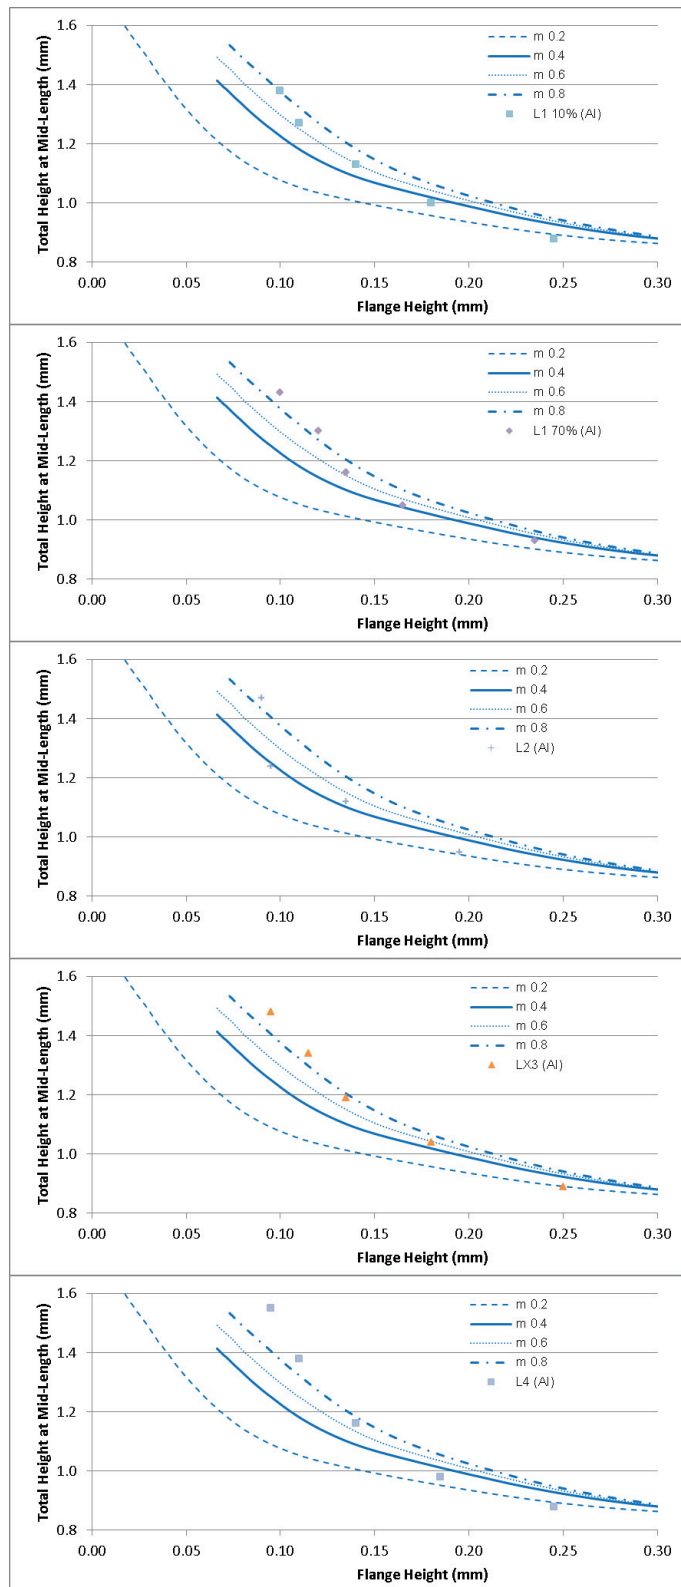 1.6
1.4
1.2
1.0
0.8
Total Height at Mid-Length (mm)
m 0.2
m 0.4
m 0.6
m 0.8
L1 10% (Al)
0.00 0.05 0.10 0.15 0.20 0.25 0.30
Flange Height (mm)
1.6
1.4
1.2
1.0
0.8
Total Height at Mid-Length (mm)
m 0.2
m 0.4
m 0.6
m 0.8
L1 70% (Al)
0.00 0.05 0.10 0.15 0.20 0.25 0.30
Flange Height (mm)
1.6
1.4
1.2
1.0
0.8
Total Height at Mid-Length (mm)
m 0.2
m 0.4
m 0.6
m 0.8
L2 (Al)
0.00 0.05 0.10 0.15 0.20 0.25 0.30
Flange Height (mm)
1.6
1.4
1.2
1.0
0.8
Total Height at Mid-Length (mm)
m 0.2
m 0.4
m 0.6
m 0.8
LX3 (Al)
0.00 0.05 0.10 0.15 0.20 0.25 0.30
Flange Height (mm)
1.6
1.4
1.2
1.0
0.8
Total Height at Mid-Length (mm)
m 0.2
m 0.4
m 0.6
m 0.8
L4 (Al)
0.00 0.05 0.10 0.15 0.20 0.25 0.30
Flange Height (mm)